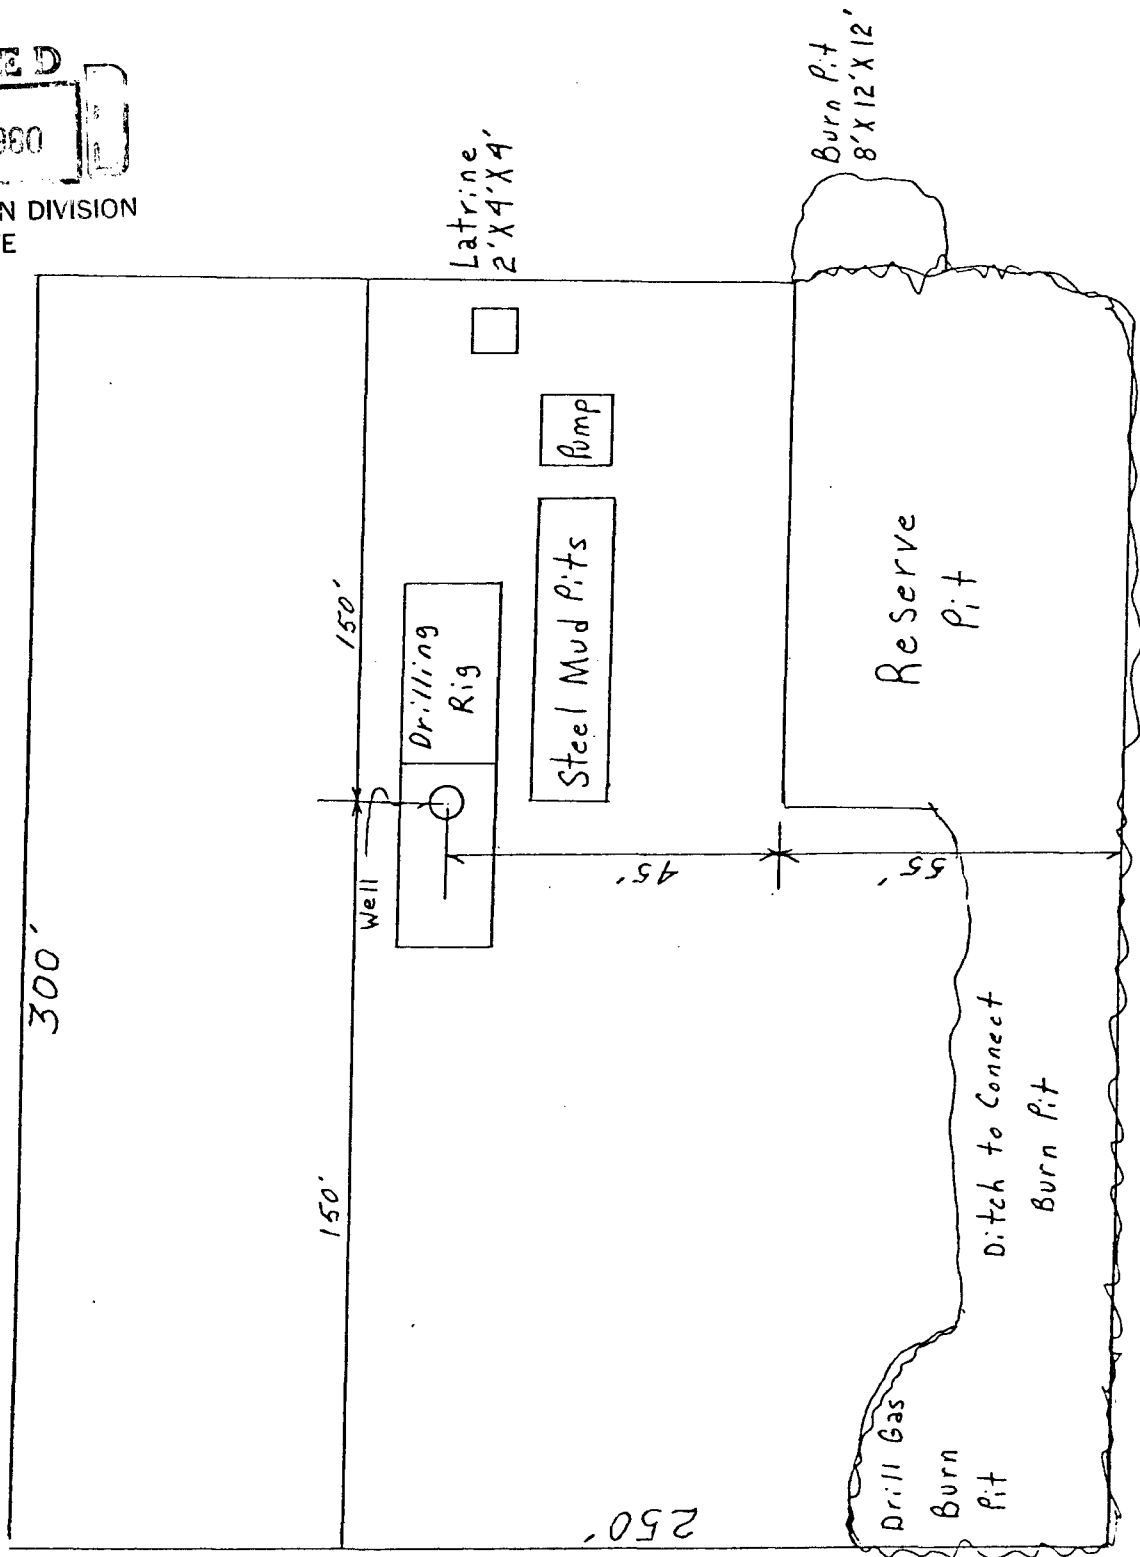 ED
N DIVISION
E
300'
150'
150'
Well
Drilling
Rig
Steel Mud Pits
Pump
Latrine
2'X4'X4'
Burn Pit
8'X12'X12'
45'
55'
Reserve
Pit
Ditch to Connect
Burn Pit
Drill Gas
Burn
Pit
250'